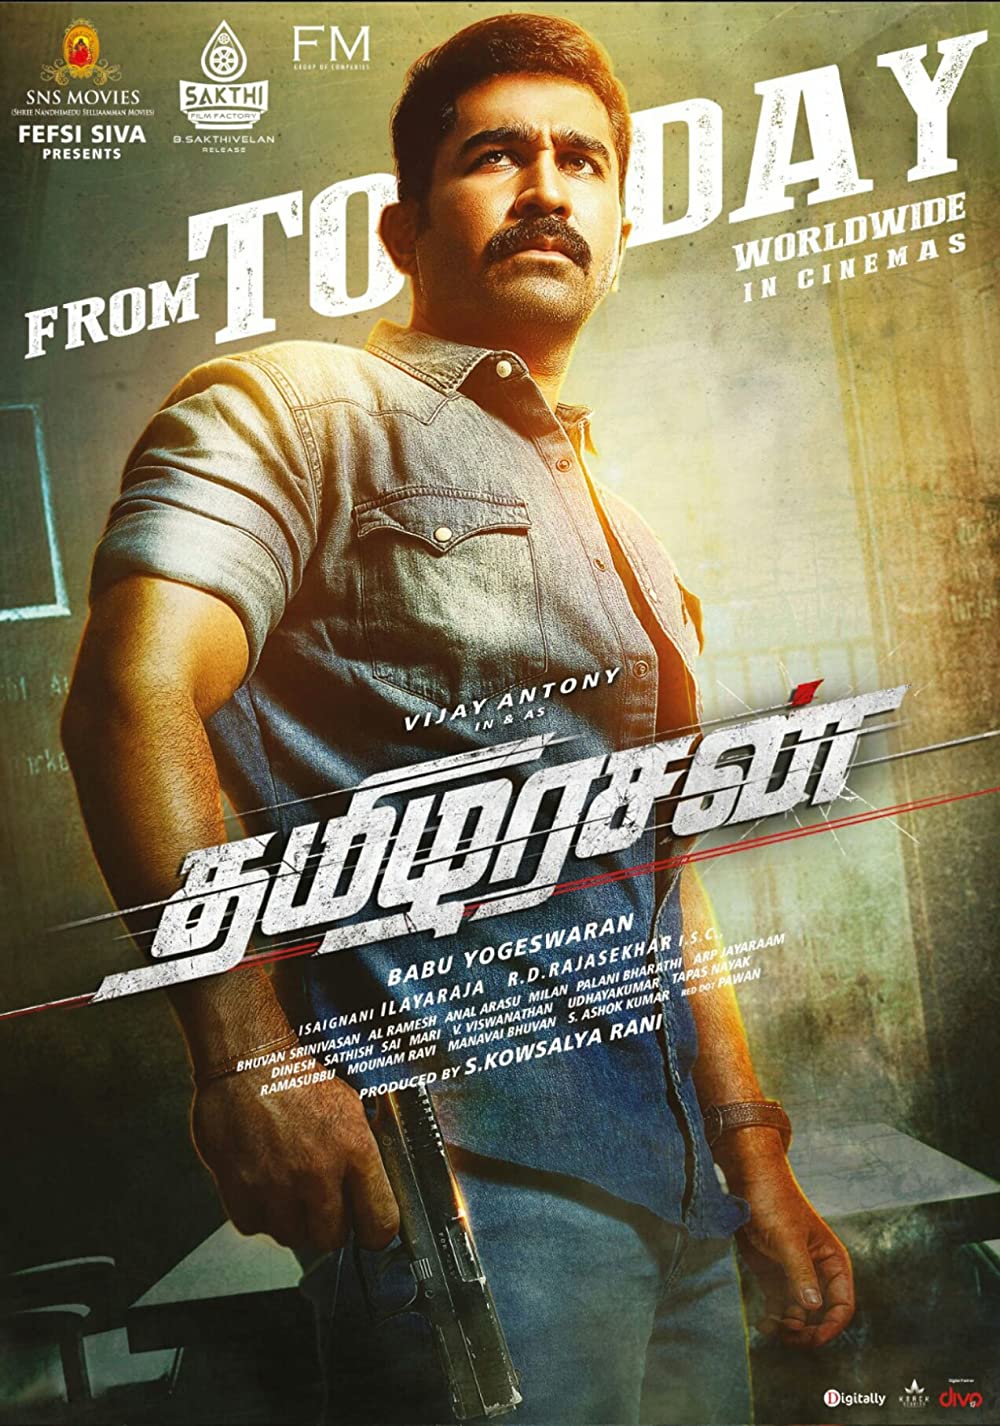 SNS MOVIES
(SHREE NANDHIMEDU SELLIAAMMAN MOVIES)
FEFSI SIVA
PRESENTS
SAKTHI
FILM FACTORY
B.SAKTHIVELAN
RELEASE
FM
GROUP OF COMPANIES
FROM TODAY
WORLDWIDE
IN CINEMAS
VIJAY ANTONY
IN & AS
தமிழரசன்
BABU YOGESWARAN
ISAIGNANI ILAYARAJA R.D.RAJASEKHAR I.S.C.,
BHUVAN SRINIVASAN AL RAMESH ANAL ARASU MILAN PALANI BHARATHI ARP JAYARAAM
DINESH SATHISH SAI MARI V. VISWANATHAN UDHAYAKUMAR TAPAS NAYAK
RAMASUBBU MOUNAM RAVI MANAVAI BHUVAN S. ASHOK KUMAR RED DOT PAWAN
PRODUCED BY S.KOWSALYA RANI
Digitally
Digital Partner
divo